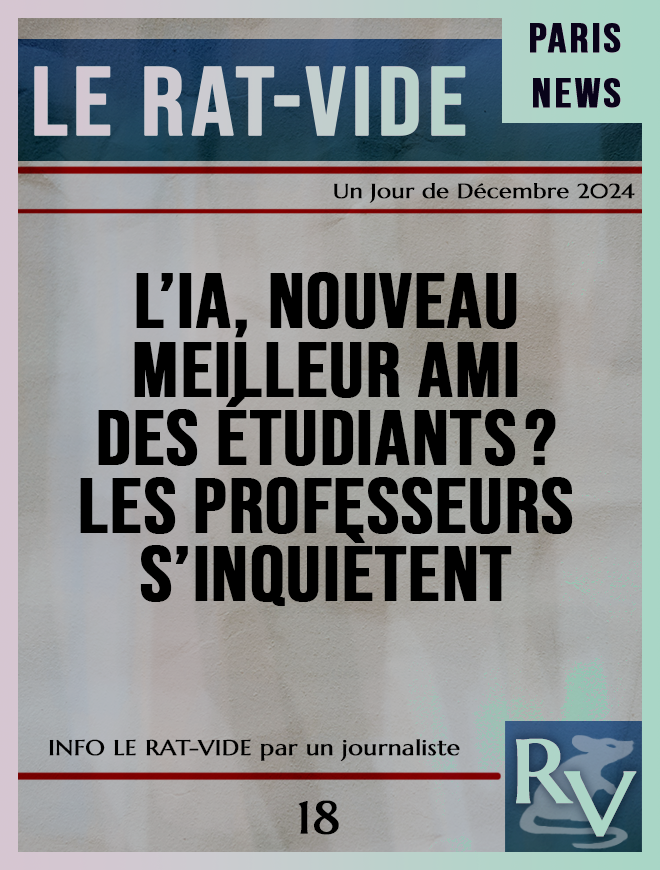 PARIS
NEWS
LE RAT-VIDE
Un Jour de Décembre 2024
L'IA, NOUVEAU
MEILLEUR AMI
DES ÉTUDIANTS ?
LES PROFESSEURS
S'INQUIÈTENT
INFO LE RAT-VIDE par un journaliste
18
RV